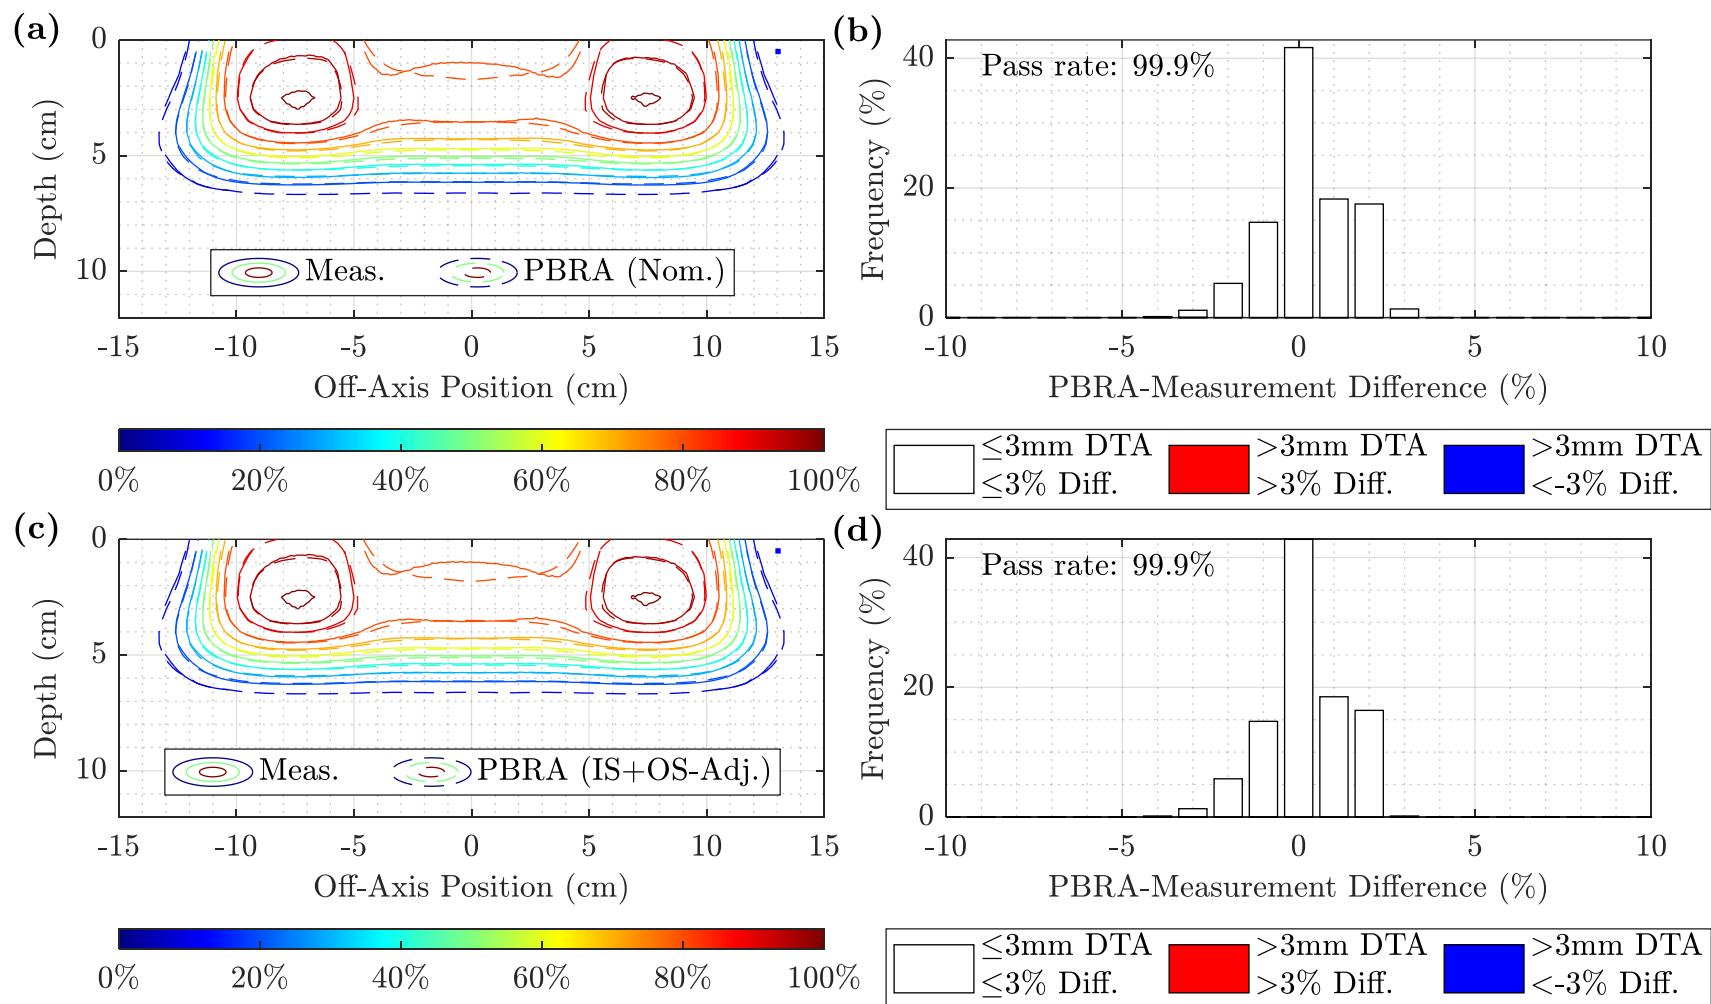 (a)
0
5
10
Depth (cm)
Meas.
PBRA (Nom.)
-15
-10
-5
0
5
10
15
Off-Axis Position (cm)
0%
20%
40%
60%
80%
100%
(b)
40
20
0
Frequency (%)
Pass rate: 99.9%
-10
-5
0
5
10
PBRA-Measurement Difference (%)
≤3mm DTA
≤3% Diff.
>3mm DTA
>3% Diff.
>3mm DTA
<-3% Diff.
(c)
0
5
10
Depth (cm)
Meas.
PBRA (IS+OS-Adj.)
-15
-10
-5
0
5
10
15
Off-Axis Position (cm)
0%
20%
40%
60%
80%
100%
(d)
40
20
0
Frequency (%)
Pass rate: 99.9%
-10
-5
0
5
10
PBRA-Measurement Difference (%)
≤3mm DTA
≤3% Diff.
>3mm DTA
>3% Diff.
>3mm DTA
<-3% Diff.